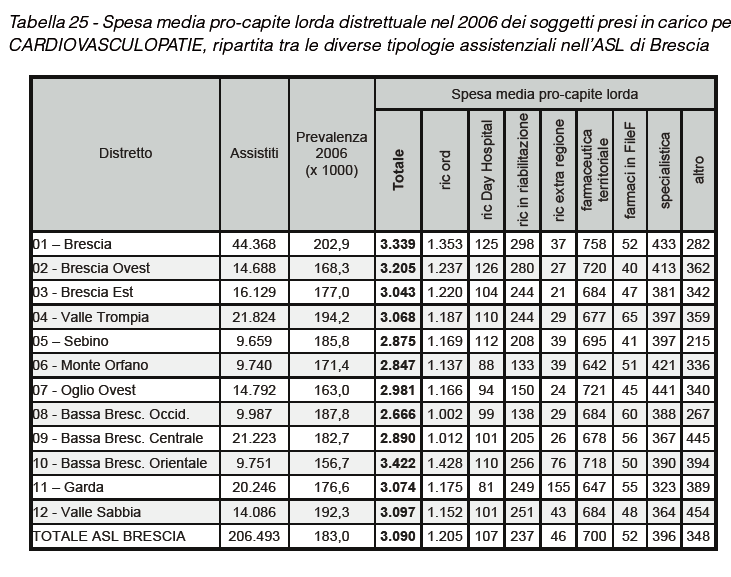 Tabella 25 - Spesa media pro-capite lorda distrettuale nel 2006 dei soggetti presi in carico pe
CARDIOVASCULOPATIE, ripartita tra le diverse tipologie assistenziali nell'ASL di Brescia
Spesa media pro-capite lorda
Distretto Assistiti Prevalenza 2006 (x 1000) Totale ric ord ric Day Hospital ric in riabilitazione ric extra regione farmaceutica territoriale farmaci in FileF specialistica altro
01 – Brescia 44.368 202,9 3.339 1.353 125 298 37 758 52 433 282
02 - Brescia Ovest 14.688 168,3 3.205 1.237 126 280 27 720 40 413 362
03 - Brescia Est 16.129 177,0 3.043 1.220 104 244 21 684 47 381 342
04 - Valle Trompia 21.824 194,2 3.068 1.187 110 244 29 677 65 397 359
05 – Sebino 9.659 185,8 2.875 1.169 112 208 39 695 41 397 215
06 - Monte Orfano 9.740 171,4 2.847 1.137 88 133 39 642 51 421 336
07 - Oglio Ovest 14.792 163,0 2.981 1.166 94 150 24 721 45 441 340
08 - Bassa Bresc. Occid. 9.987 187,8 2.666 1.002 99 138 29 684 60 388 267
09 - Bassa Bresc. Centrale 21.223 182,7 2.890 1.012 101 205 26 678 56 367 445
10 - Bassa Bresc. Orientale 9.751 156,7 3.422 1.428 110 256 76 718 50 390 394
11 – Garda 20.246 176,6 3.074 1.175 81 249 155 647 55 323 389
12 - Valle Sabbia 14.086 192,3 3.097 1.152 101 251 43 684 48 364 454
TOTALE ASL BRESCIA 206.493 183,0 3.090 1.205 107 237 46 700 52 396 348